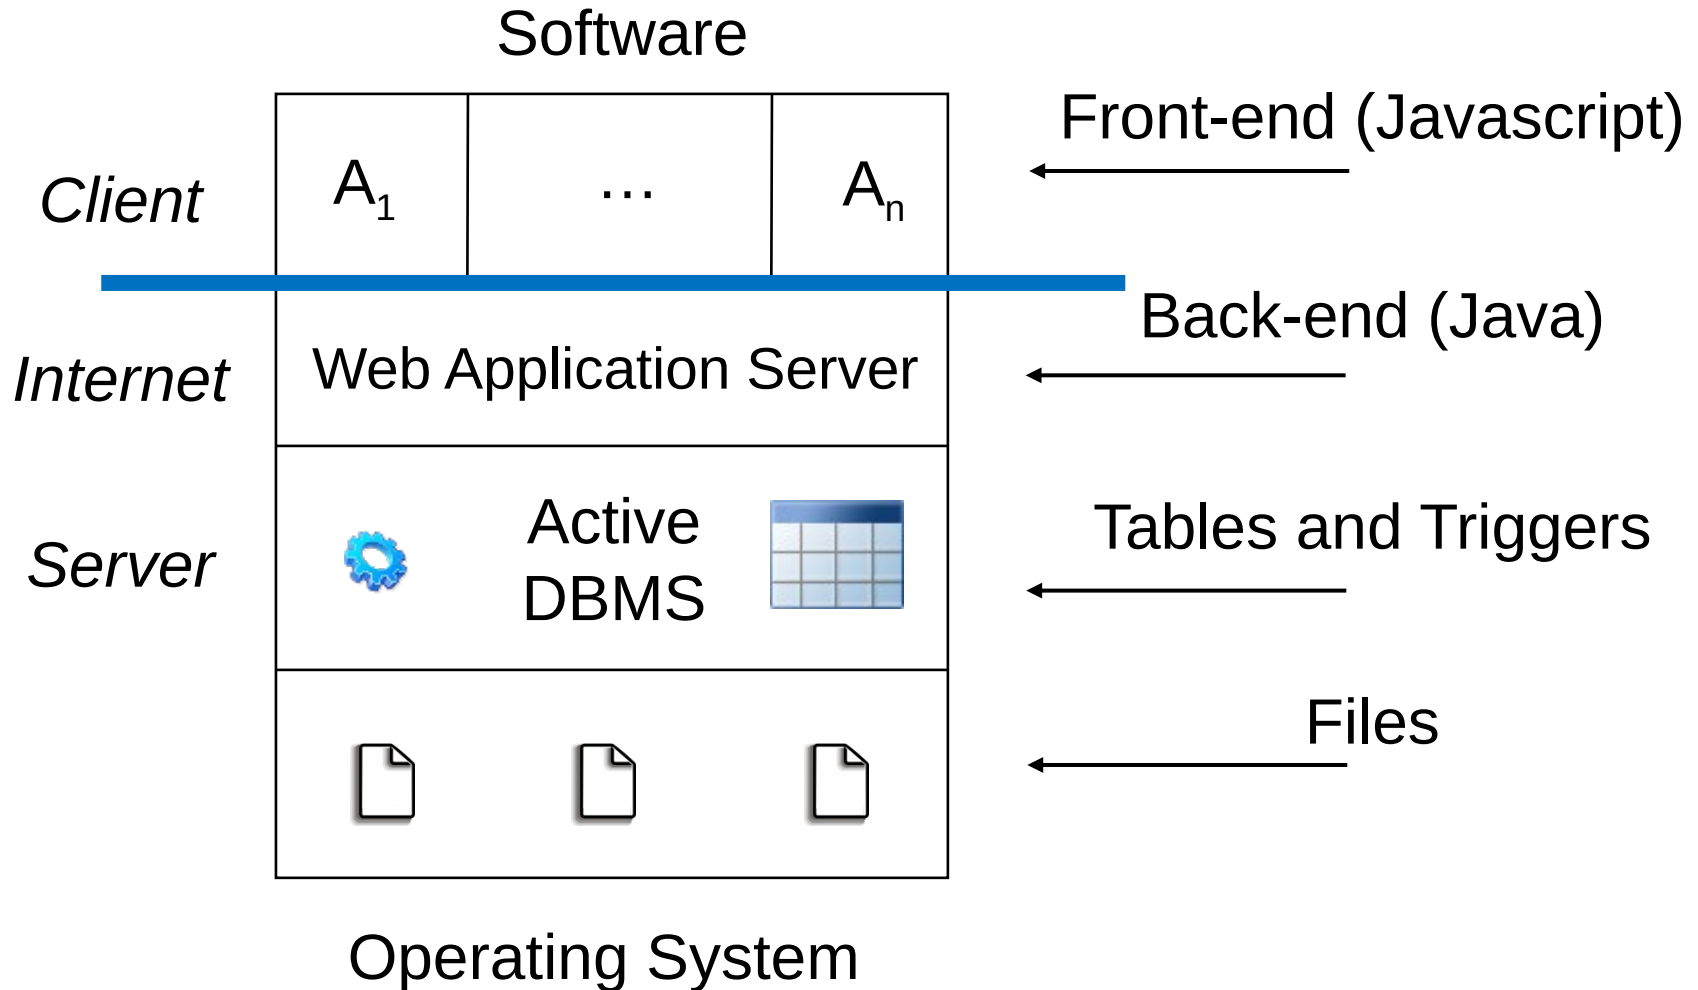 Software
Front-end (Javascript)
Client
A1
…
An
Back-end (Java)
Internet
Web Application Server
Server
Active
DBMS
Tables and Triggers
Files
Operating System